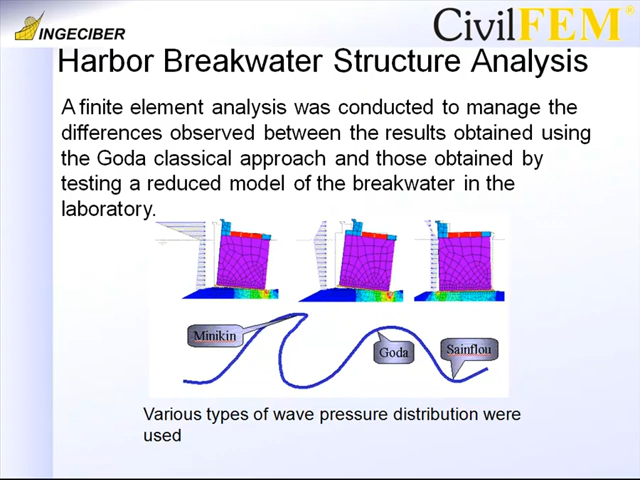 INGECIBER
CivilFEM®
Harbor Breakwater Structure Analysis
A finite element analysis was conducted to manage the
differences observed between the results obtained using
the Goda classical approach and those obtained by
testing a reduced model of the breakwater in the
laboratory.
Minikin
Goda
Sainflou
Various types of wave pressure distribution were
used